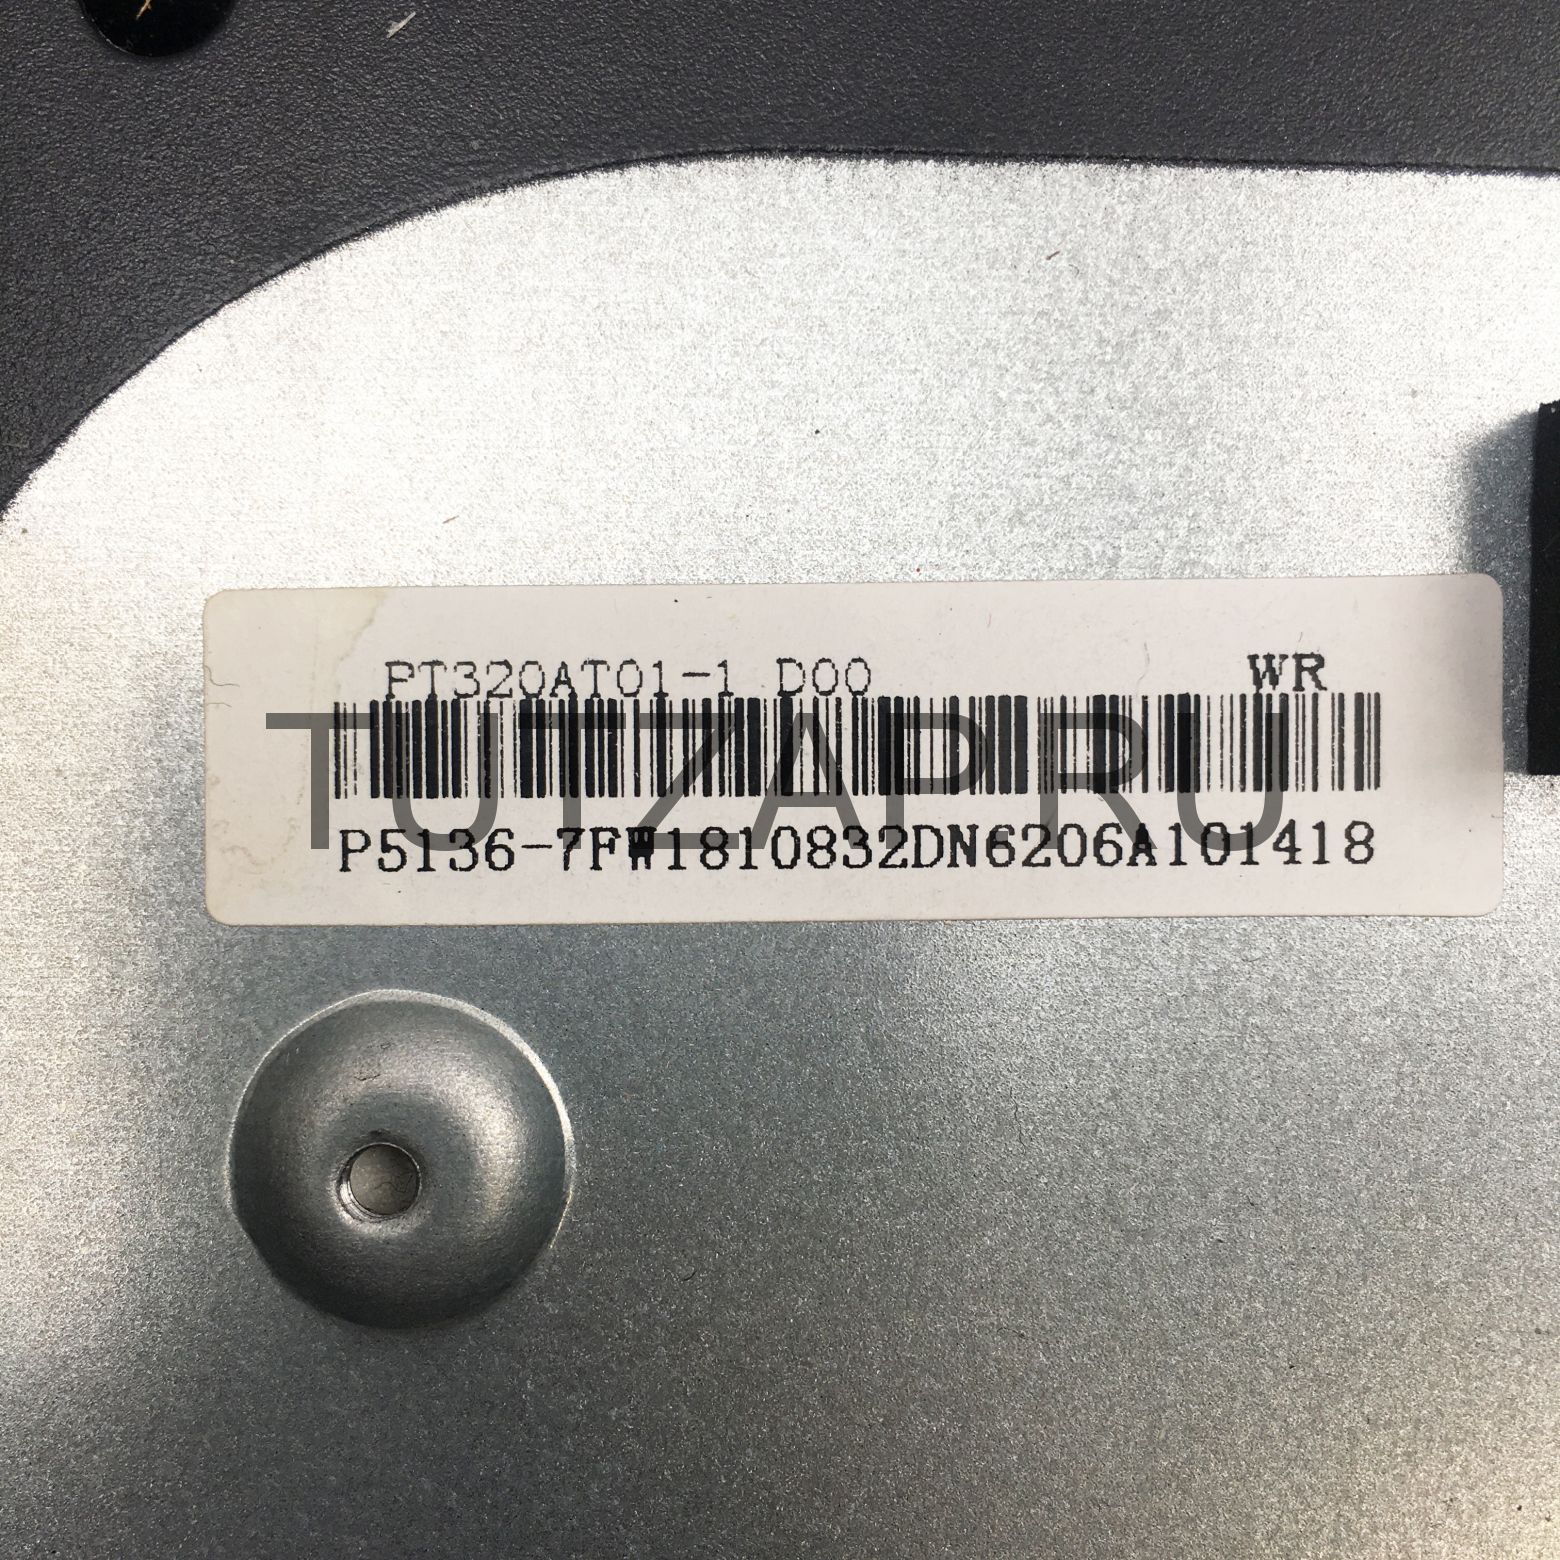 PT320AT01-1 D00 WR
TUTZAP.RU
P5136-7FW1810832DN6206A101418